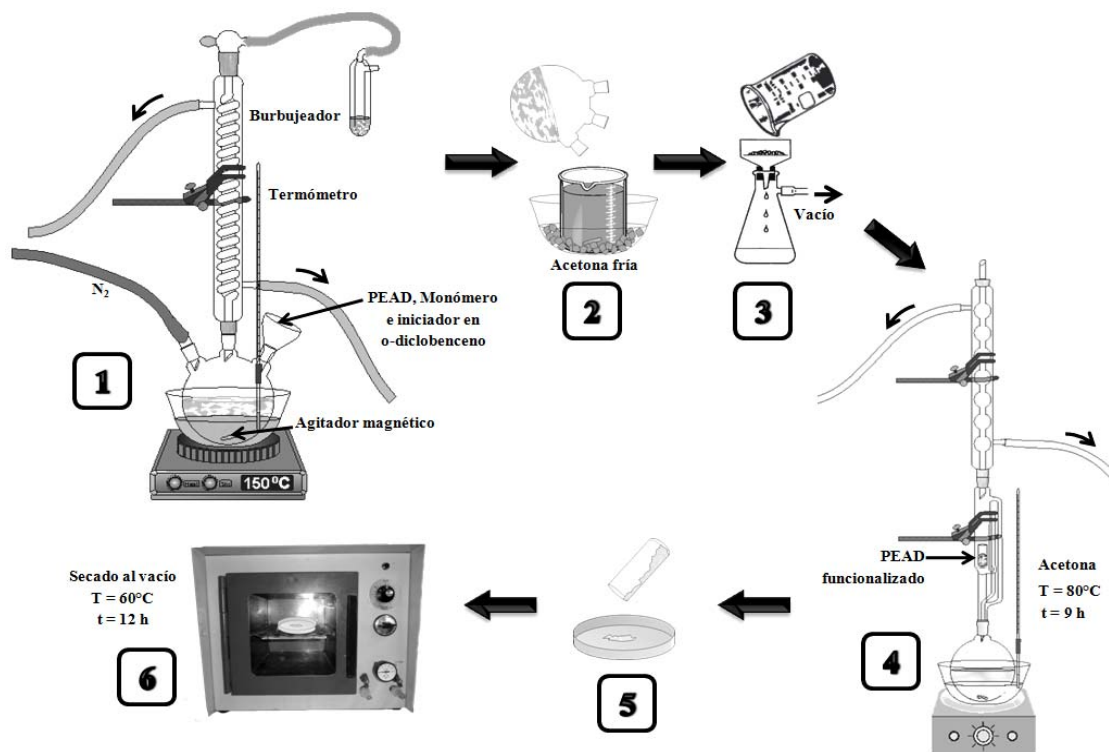 Burbujeador
Termómetro
N2
PEAD, Monómero
e iniciador en
o-diclobenceno
1
Agitador magnético
150°C
Acetona fría
2
Vacío
3
PEAD
funcionalizado
Acetona
T = 80°C
t = 9 h
4
5
Secado al vacío
T = 60°C
t = 12 h
6